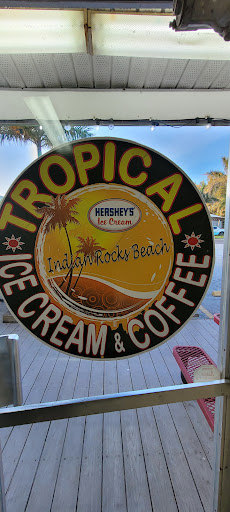 TROPICAL
HERSHEY'S
Ice Cream
Indian Rocks Beach
ICE CREAM & COFFEE